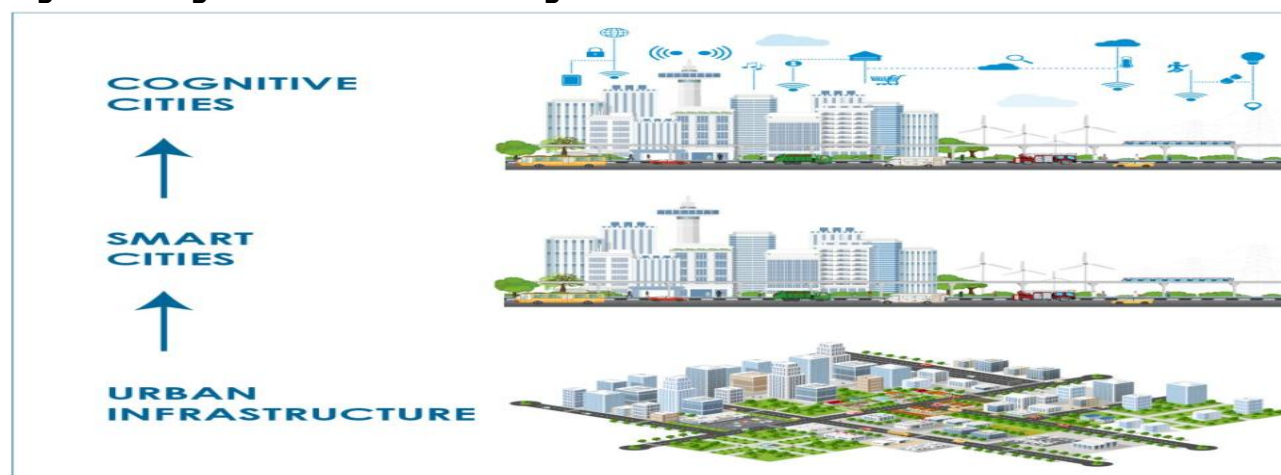 COGNITIVE
CITIES
SMART
CITIES
URBAN
INFRASTRUCTURE